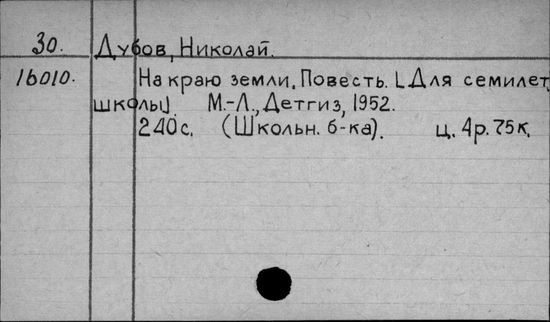 30. Дубов, Николай.
16010. На краю земли. Повесть. [Для семилет.
школы]. М.-Л., Детгиз, 1952.
240с. (Школьн. б-ка). ц. 4р. 75к.